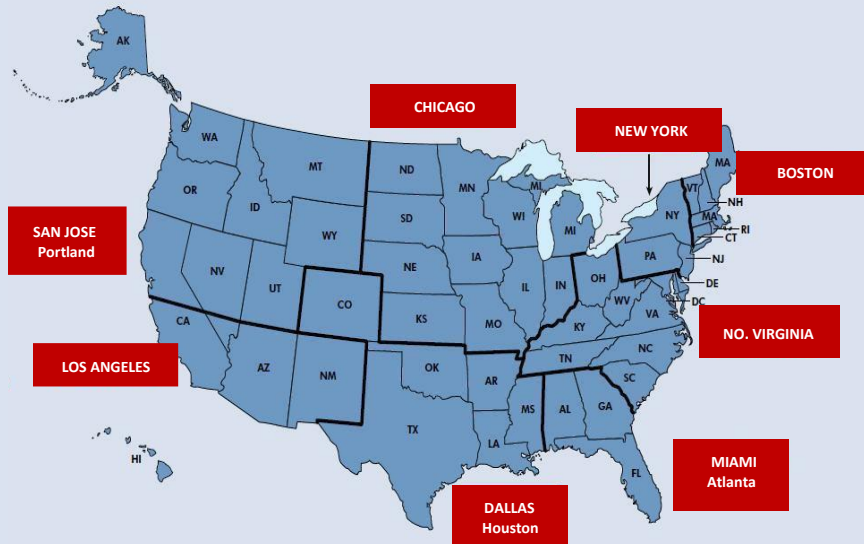 AK
CHICAGO
NEW YORK
WA
MT
ND
MN
MI
VT
MA
BOSTON
OR
ID
SD
WI
MI
NY
NH
MA
RI
SAN JOSE
Portland
WY
CT
NV
UT
NE
IA
PA
NJ
CO
IL
IN
OH
DE
WV
DC
CA
KS
MO
KY
VA
NO. VIRGINIA
LOS ANGELES
AZ
NM
OK
AR
TN
NC
SC
TX
MS
AL
GA
HI
LA
FL
MIAMI
Atlanta
DALLAS
Houston